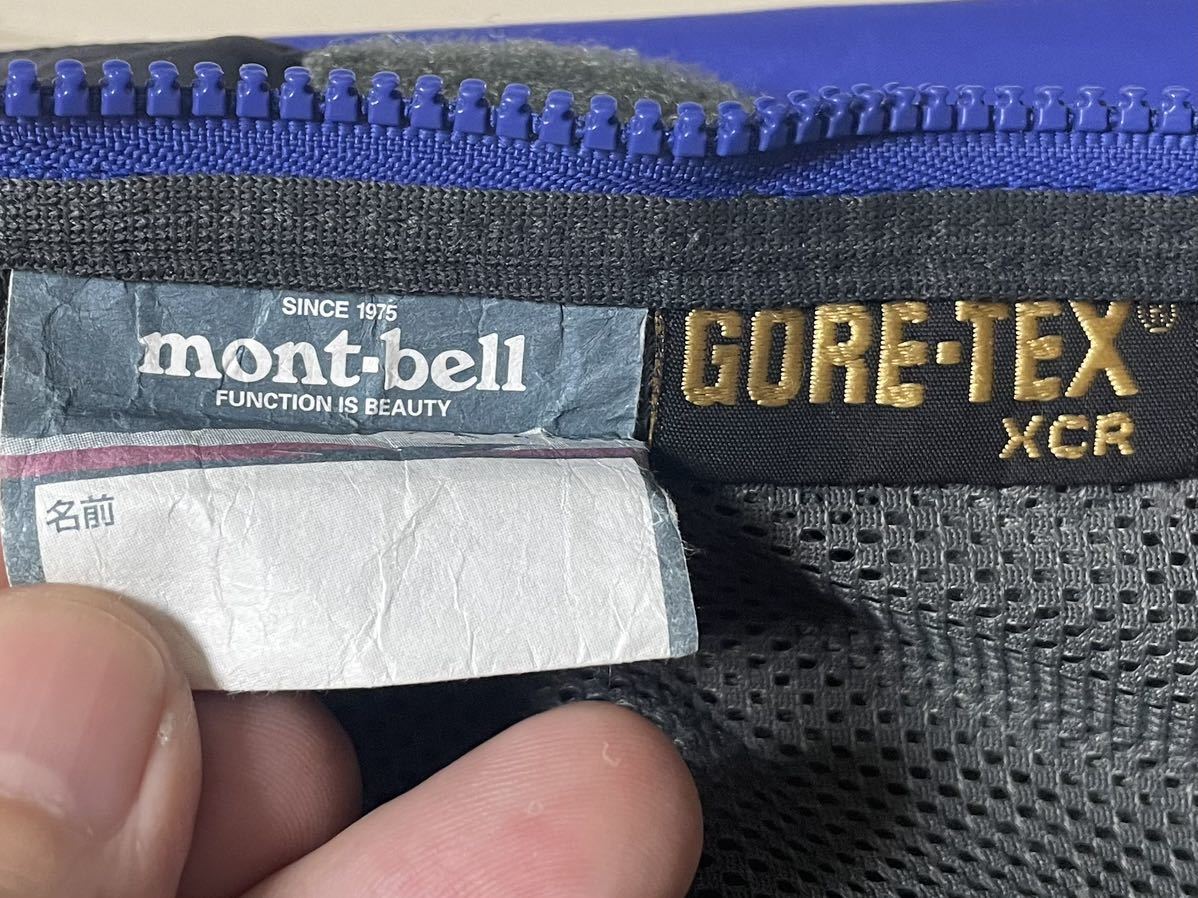 SINCE 1975
mont-bell
FUNCTION IS BEAUTY
名前
GORE-TEX®
XCR